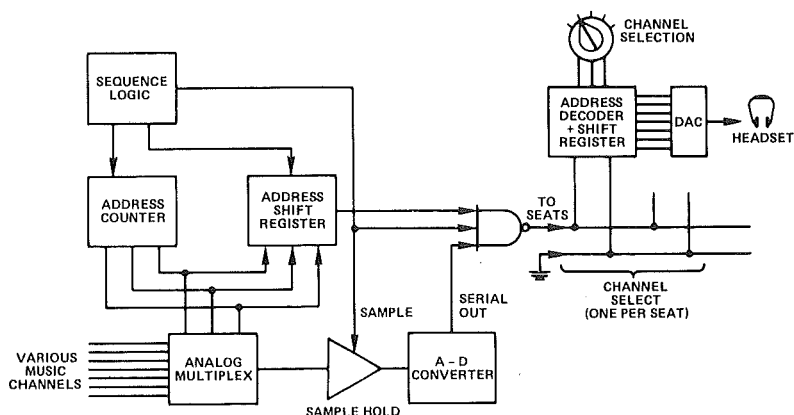 CHANNEL
SELECTION
SEQUENCE
LOGIC
ADDRESS
DECODER
+ SHIFT
REGISTER
DAC
HEADSET
ADDRESS
COUNTER
ADDRESS
SHIFT
REGISTER
TO
SEATS
CHANNEL
SELECT
(ONE PER SEAT)
SAMPLE
SERIAL
OUT
VARIOUS
MUSIC
CHANNELS
ANALOG
MULTIPLEX
A – D
CONVERTER
SAMPLE HOLD